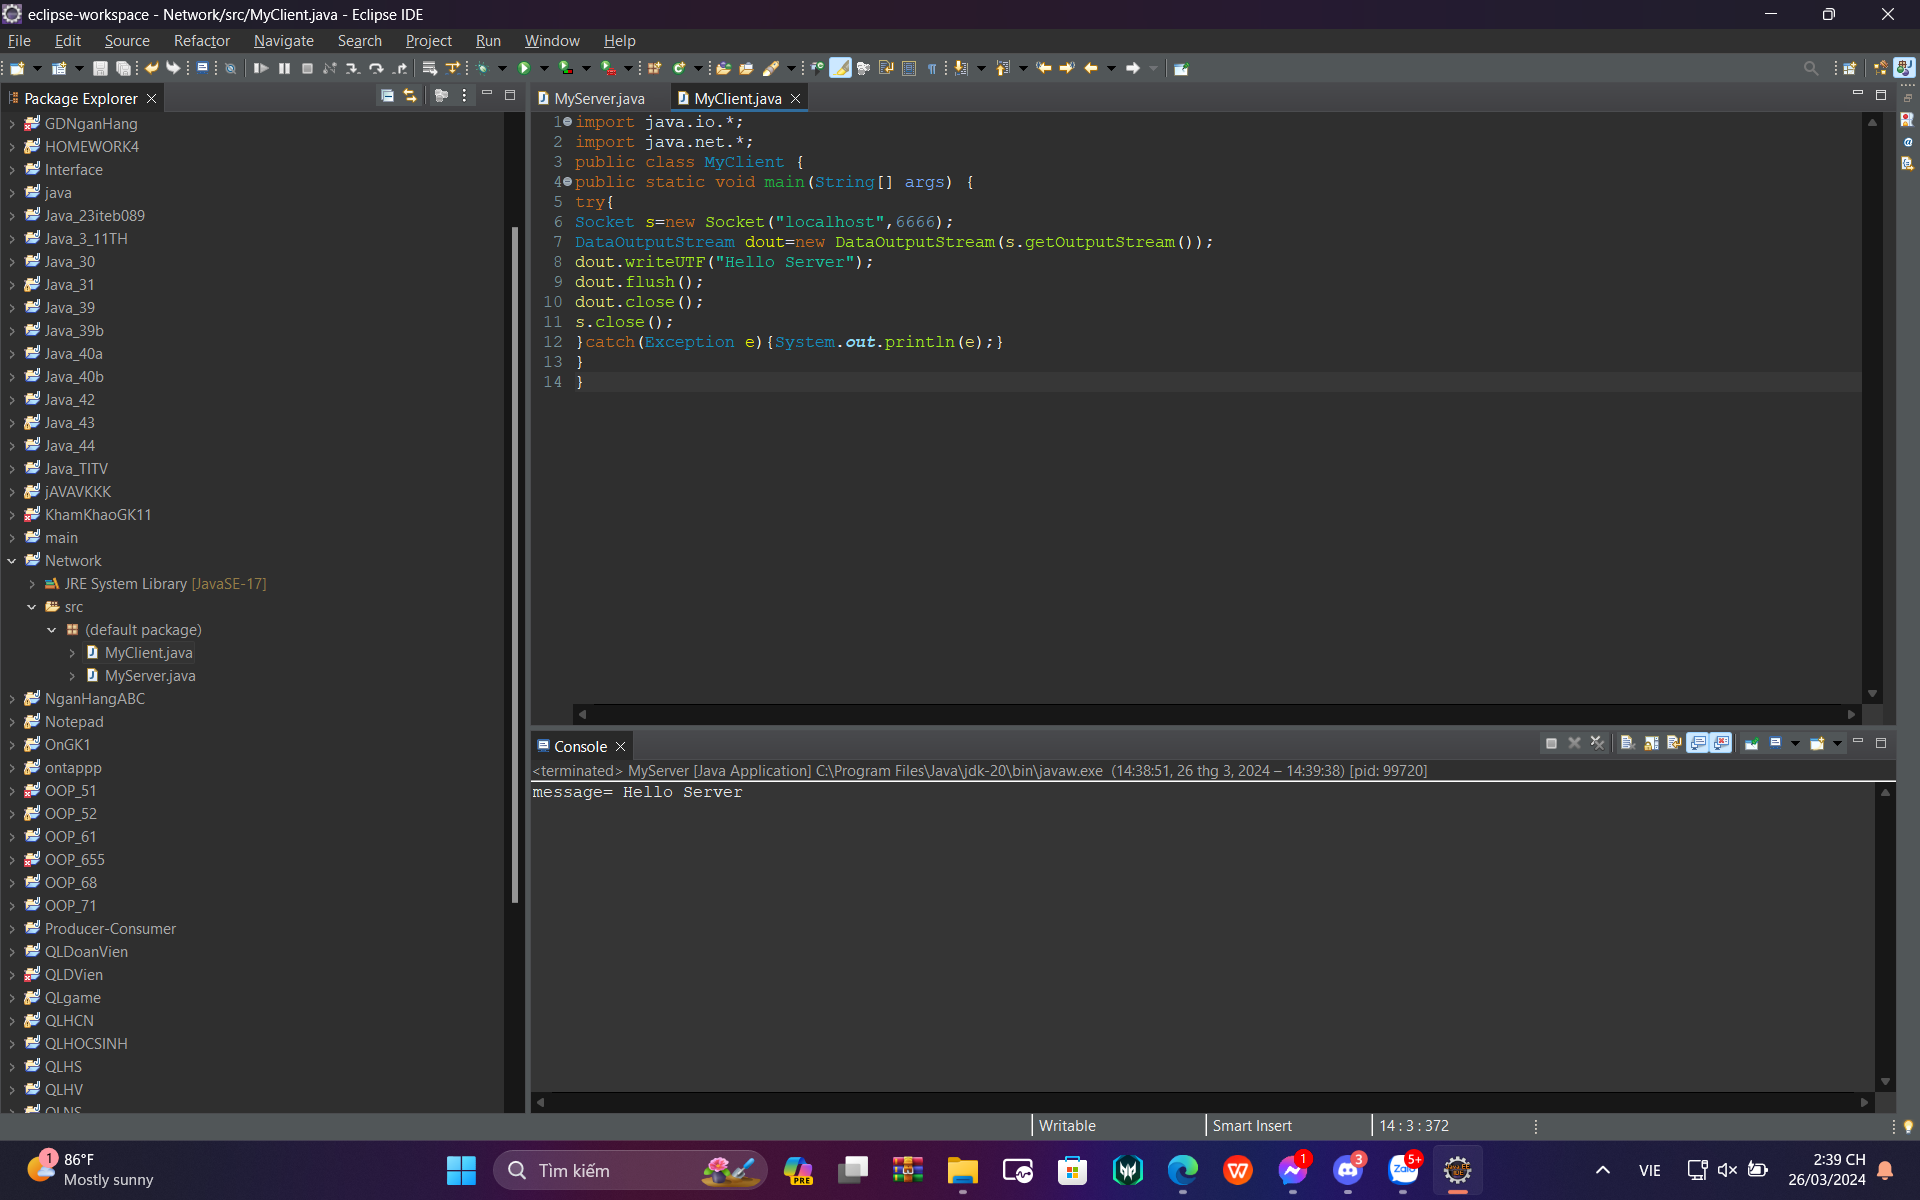 eclipse-workspace - Network/src/MyClient.java - Eclipse IDE
File Edit Source Refactor Navigate Search Project Run Window Help
Package Explorer
MyServer.java
MyClient.java
GDNganHang
HOMEWORK4
Interface
java
Java_23iteb089
Java_3_11TH
Java_30
Java_31
Java_39
Java_39b
Java_40a
Java_40b
Java_42
Java_43
Java_44
Java_TITV
jAVAVKKK
KhamKhaoGK11
main
Network
JRE System Library [JavaSE-17]
src
(default package)
MyClient.java
MyServer.java
NganHangABC
Notepad
OnGK1
ontappp
OOP_51
OOP_52
OOP_61
OOP_655
OOP_68
OOP_71
Producer-Consumer
QLDoanVien
QLDVien
QLgame
QLHCN
QLHOCSINH
QLHS
QLHV
1 import java.io.*;
2 import java.net.*;
3 public class MyClient {
4 public static void main(String[] args) {
5 try{
6 Socket s=new Socket("localhost",6666);
7 DataOutputStream dout=new DataOutputStream(s.getOutputStream());
8 dout.writeUTF("Hello Server");
9 dout.flush();
10 dout.close();
11 s.close();
12 }catch(Exception e){System.out.println(e);}
13 }
14 }
Console
<terminated> MyServer [Java Application] C:\Program Files\Java\jdk-20\bin\javaw.exe (14:38:51, 26 thg 3, 2024 – 14:39:38) [pid: 99720]
message= Hello Server
Writable
Smart Insert
14 : 3 : 372
1
86°F
Mostly sunny
Tìm kiếm
PRE
1
3
Zalo
5+
VIE
2:39 CH
26/03/2024